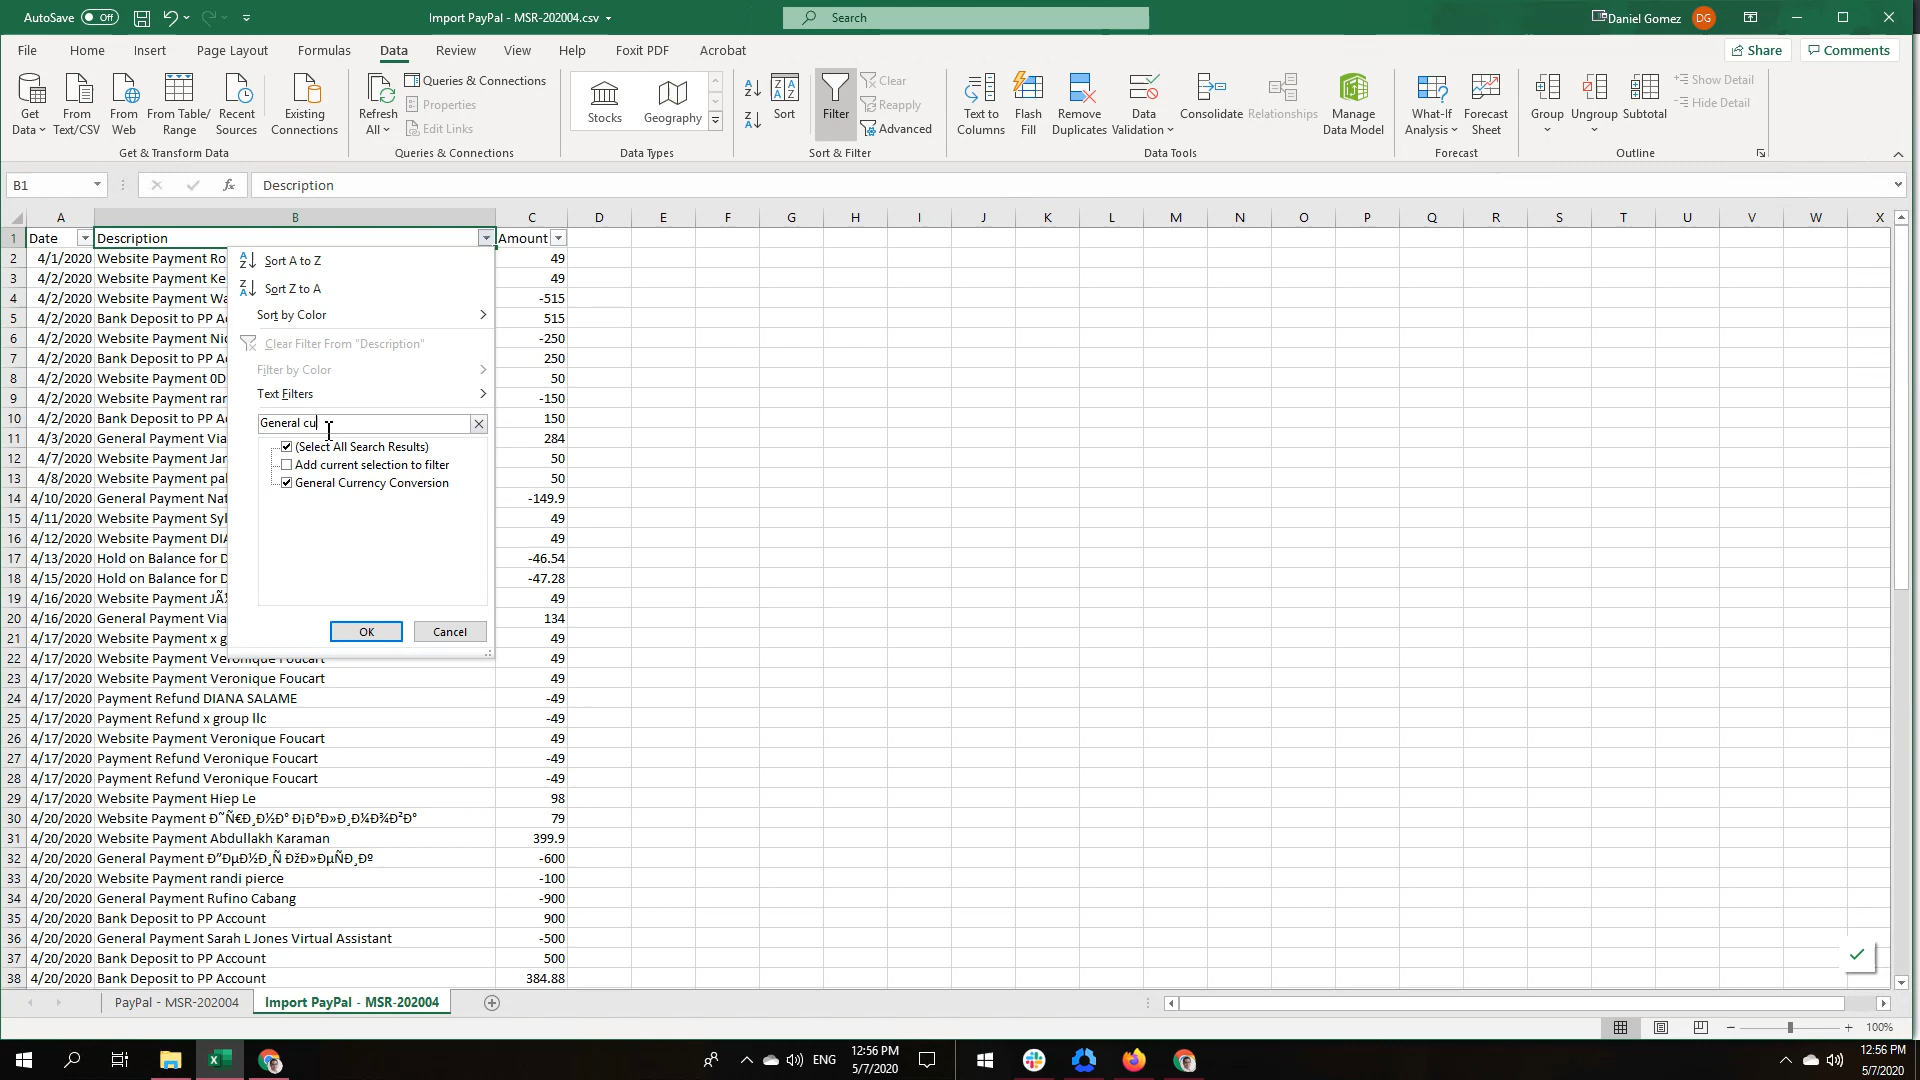 AutoSave Off
Import PayPal - MSR-202004.csv
Search
Daniel Gomez DG
File Home Insert Page Layout Formulas Data Review View Help Foxit PDF Acrobat
Share Comments
Get Data
From Text/CSV
From Web
From Table/ Range
Recent Sources
Existing Connections
Get & Transform Data
Refresh All
Queries & Connections
Properties
Edit Links
Queries & Connections
Stocks Geography
Data Types
Sort
Filter
Clear
Reapply
Advanced
Sort & Filter
Text to Columns
Flash Fill
Remove Duplicates
Data Validation
Consolidate
Relationships
Manage Data Model
Data Tools
What-If Analysis
Forecast Sheet
Forecast
Group
Ungroup
Subtotal
Show Detail
Hide Detail
Outline
B1 fx Description
A B C D E F G H I J K L M N O P Q R S T U V W X
1 Date Description Amount
2 4/1/2020 Website Payment Ro 49
3 4/2/2020 Website Payment Ke 49
4 4/2/2020 Website Payment Wa -515
5 4/2/2020 Bank Deposit to PP A 515
6 4/2/2020 Website Payment Nic -250
7 4/2/2020 Bank Deposit to PP A 250
8 4/2/2020 Website Payment 0D 50
9 4/2/2020 Website Payment ran -150
10 4/2/2020 Bank Deposit to PP A 150
11 4/3/2020 General Payment Via 284
12 4/7/2020 Website Payment Jar 50
13 4/8/2020 Website Payment pal 50
14 4/10/2020 General Payment Nat -149.9
15 4/11/2020 Website Payment Syl 49
16 4/12/2020 Website Payment DIA 49
17 4/13/2020 Hold on Balance for D -46.54
18 4/15/2020 Hold on Balance for D -47.28
19 4/16/2020 Website Payment 49
20 4/16/2020 General Payment Via 134
21 4/17/2020 Website Payment x g 49
22 4/17/2020 Website Payment Veronique Foucart 49
23 4/17/2020 Website Payment Veronique Foucart 49
24 4/17/2020 Payment Refund DIANA SALAME -49
25 4/17/2020 Payment Refund x group llc -49
26 4/17/2020 Website Payment Veronique Foucart 49
27 4/17/2020 Payment Refund Veronique Foucart -49
28 4/17/2020 Payment Refund Veronique Foucart -49
29 4/17/2020 Website Payment Hiep Le 98
30 4/20/2020 Website Payment 79
31 4/20/2020 Website Payment Abdullakh Karaman 399.9
32 4/20/2020 General Payment -600
33 4/20/2020 Website Payment randi pierce -100
34 4/20/2020 General Payment Rufino Cabang -900
35 4/20/2020 Bank Deposit to PP Account 900
36 4/20/2020 General Payment Sarah L Jones Virtual Assistant -500
37 4/20/2020 Bank Deposit to PP Account 500
38 4/20/2020 Bank Deposit to PP Account 384.88
Sort A to Z
Sort Z to A
Sort by Color
Clear Filter From "Description"
Filter by Color
Text Filters
General cu
(Select All Search Results)
Add current selection to filter
General Currency Conversion
OK Cancel
PayPal - MSR-202004 Import PayPal - MSR-202004
100%
ENG 12:56 PM
5/7/2020
12:56 PM
5/7/2020